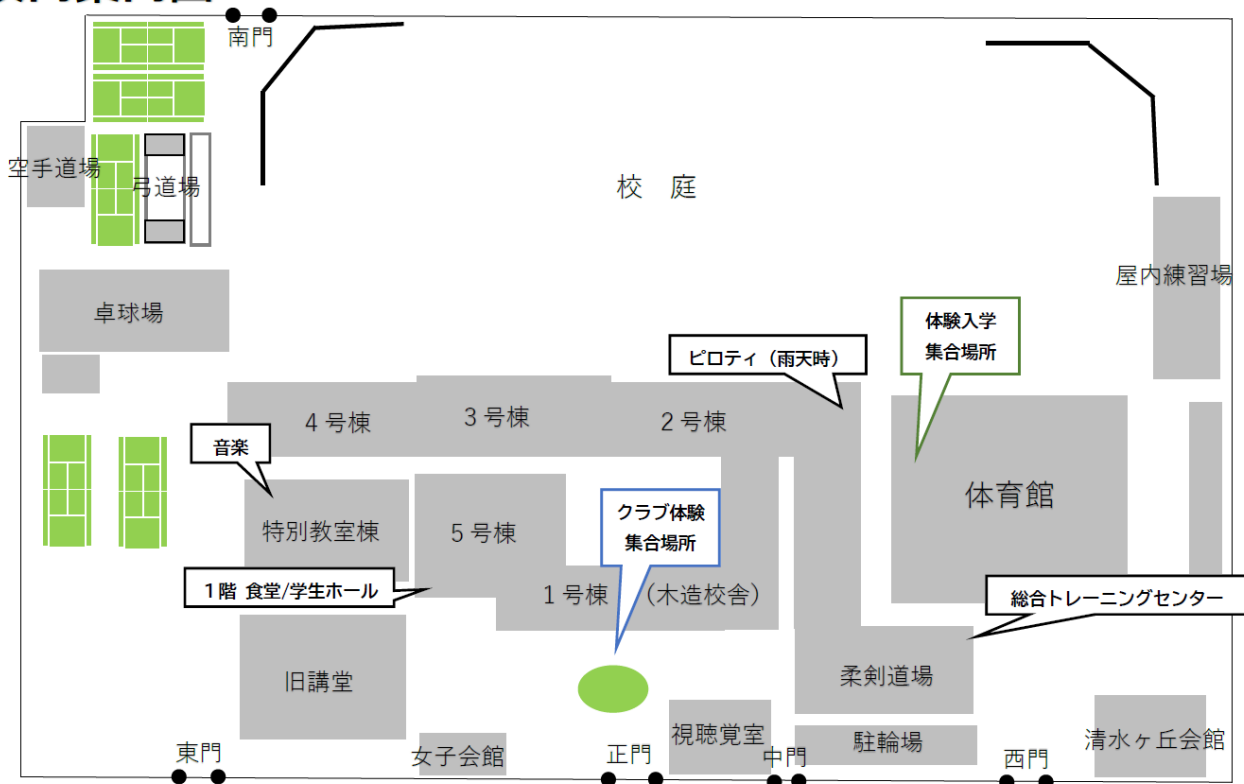 南門
空手道場
弓道場
校　庭
屋内練習場
卓球場
体験入学
集合場所
ピロティ（雨天時）
4号棟
3号棟
2号棟
音楽
体育館
クラブ体験
集合場所
特別教室棟
5号棟
1階 食堂/学生ホール
1号棟　（木造校舎）
総合トレーニングセンター
旧講堂
柔剣道場
女子会館
視聴覚室
駐輪場
清水ヶ丘会館
東門
正門
中門
西門